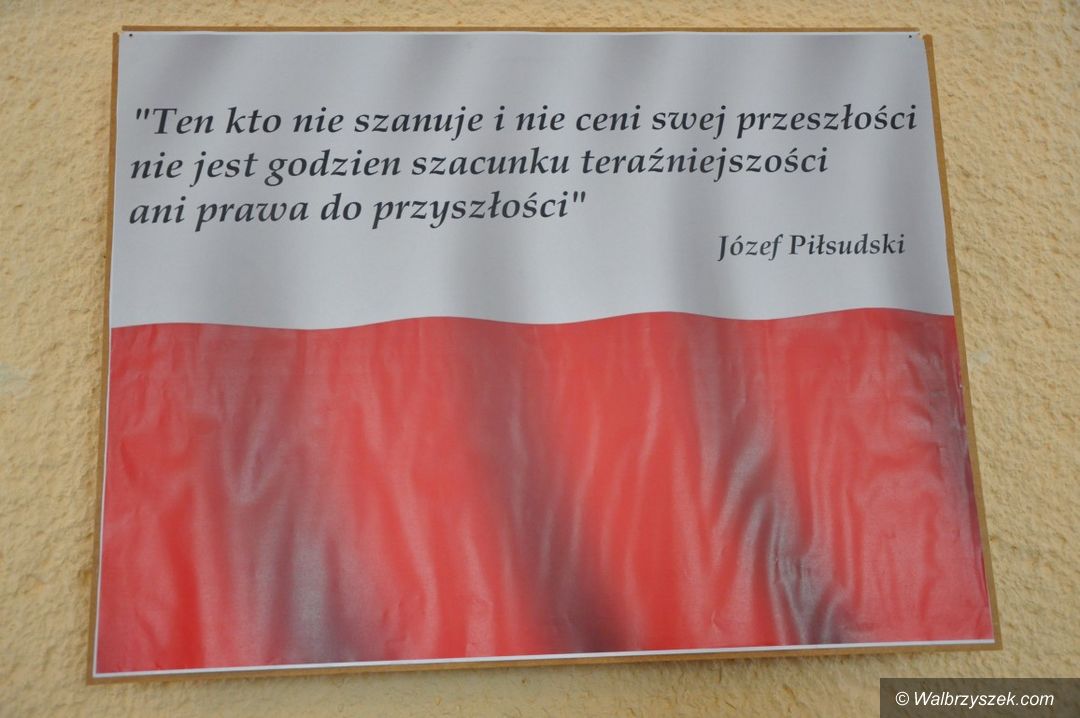 "Ten kto nie szanuje i nie ceni swej przeszłości
nie jest godzien szacunku teraźniejszości
ani prawa do przyszłości"
Józef Piłsudski
© Walbrzyszek.com